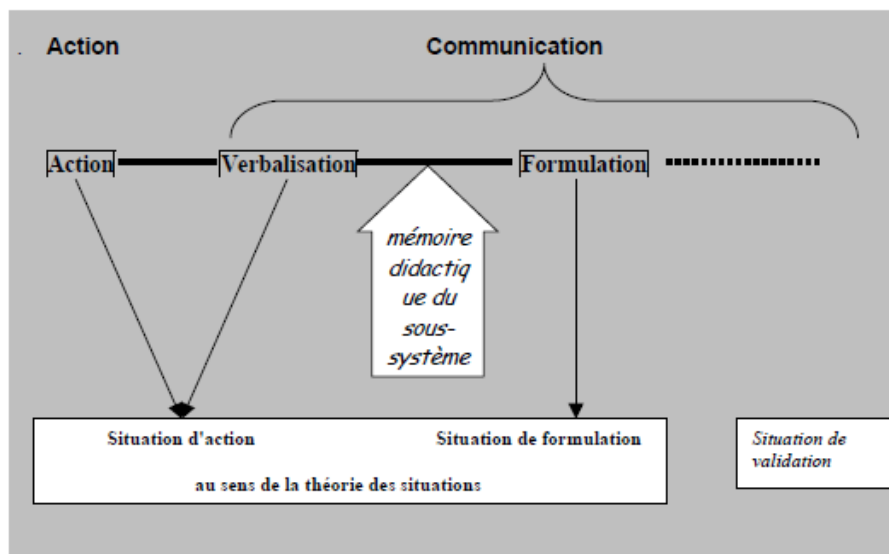 . Action Communication
Action Verbalisation Formulation
mémoire
didactiq
ue du
sous-
système
Situation d'action Situation de formulation
au sens de la théorie des situations
Situation de
validation